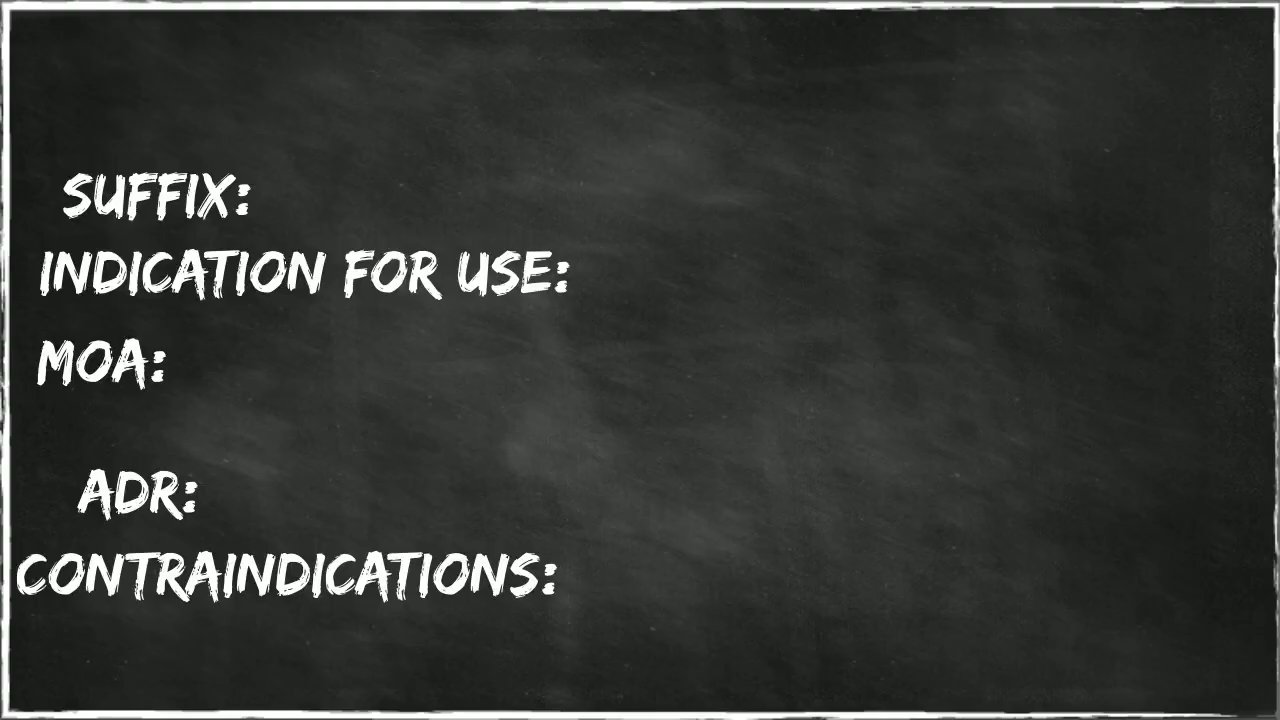 SUFFIX:
INDICATION FOR USE:
MOA:
ADR:
CONTRAINDICATIONS: